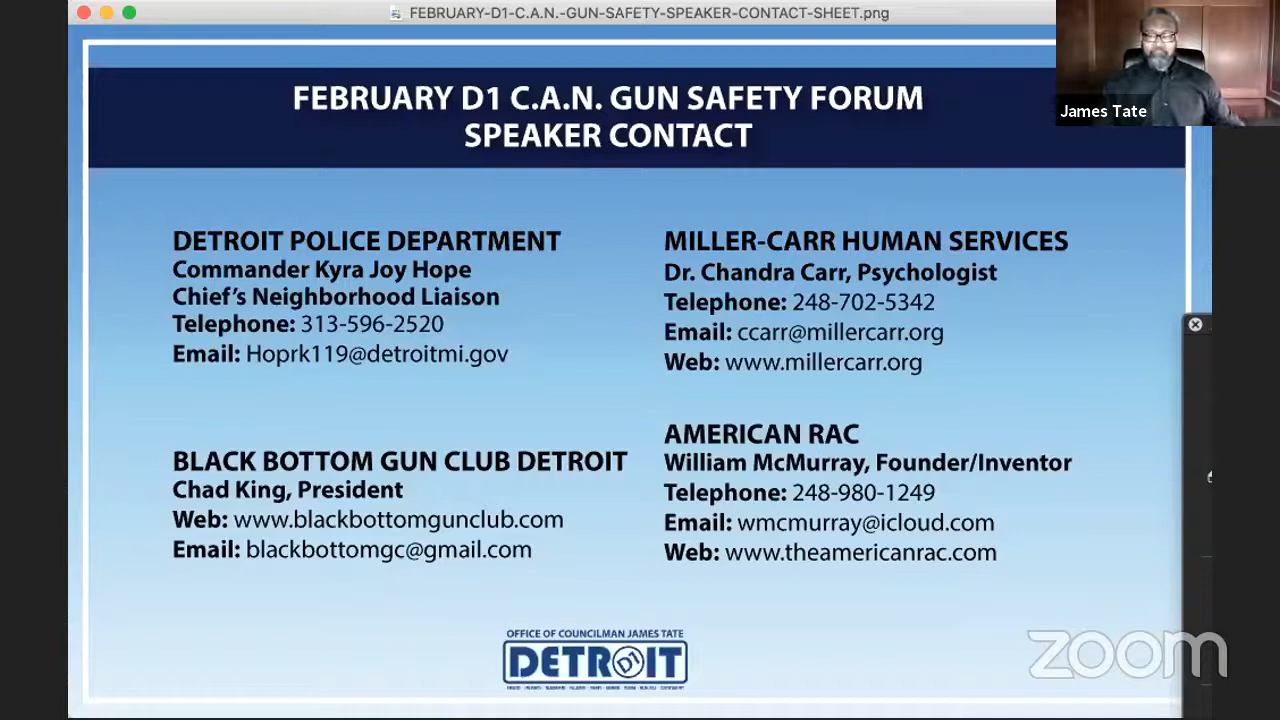 FEBRUARY-D1-C.A.N.-GUN-SAFETY-SPEAKER-CONTACT-SHEET.png
James Tate
FEBRUARY D1 C.A.N. GUN SAFETY FORUM
SPEAKER CONTACT
DETROIT POLICE DEPARTMENT
Commander Kyra Joy Hope
Chief's Neighborhood Liaison
Telephone: 313-596-2520
Email: Hoprk119@detroitmi.gov
BLACK BOTTOM GUN CLUB DETROIT
Chad King, President
Web: www.blackbottomgunclub.com
Email: blackbottomgc@gmail.com
MILLER-CARR HUMAN SERVICES
Dr. Chandra Carr, Psychologist
Telephone: 248-702-5342
Email: ccarr@millercarr.org
Web: www.millercarr.org
AMERICAN RAC
William McMurray, Founder/Inventor
Telephone: 248-980-1249
Email: wmcmurray@icloud.com
Web: www.theamericanrac.com
OFFICE OF COUNCILMAN JAMES TATE
DETROIT
D1
zoom